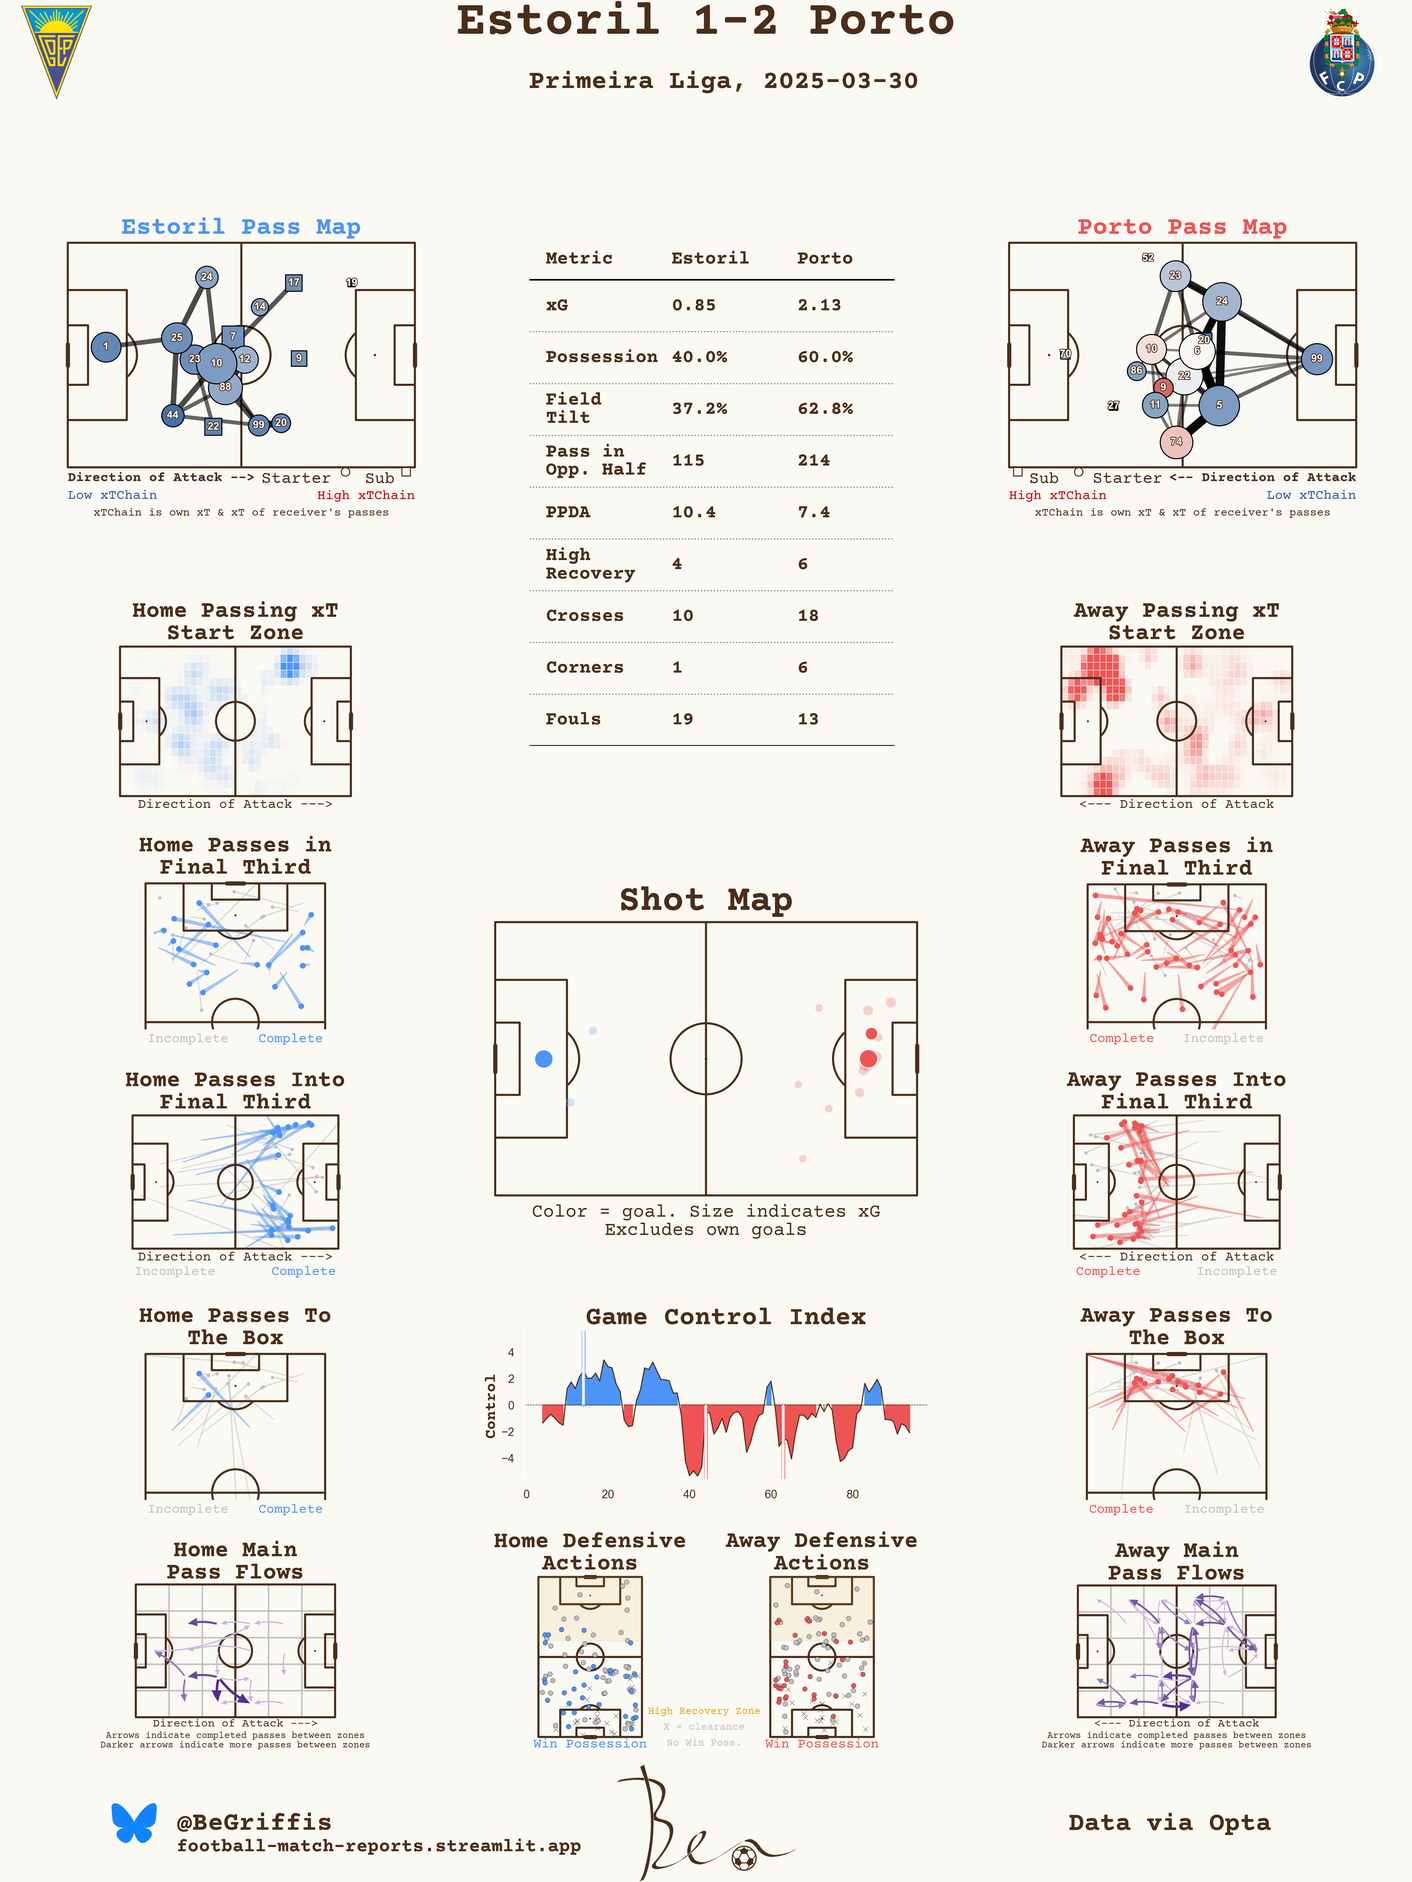 Estoril 1-2 Porto
Primeira Liga, 2025-03-30
Estoril Pass Map
24
17
19
14
1
25
7
23
10
12
9
88
44
22
99
20
Direction of Attack --> Starter Sub
Low xTChain High xTChain
xTChain is own xT & xT of receiver's passes
Metric Estoril Porto
xG 0.85 2.13
Possession 40.0% 60.0%
Field
Tilt 37.2% 62.8%
Pass in
Opp. Half 115 214
PPDA 10.4 7.4
High
Recovery 4 6
Crosses 10 18
Corners 1 6
Fouls 19 13
Porto Pass Map
52
23
24
20
10
6
70
99
86
22
9
27
11
5
74
Sub Starter <-- Direction of Attack
High xTChain Low xTChain
xTChain is own xT & xT of receiver's passes
Home Passing xT
Start Zone
Direction of Attack --->
Away Passing xT
Start Zone
<--- Direction of Attack
Home Passes in
Final Third
Incomplete Complete
Shot Map
Color = goal. Size indicates xG
Excludes own goals
Away Passes in
Final Third
Complete Incomplete
Home Passes Into
Final Third
Direction of Attack --->
Incomplete Complete
Away Passes Into
Final Third
<--- Direction of Attack
Complete Incomplete
Home Passes To
The Box
Incomplete Complete
Game Control Index
Control
4
2
0
−2
−4
0 20 40 60 80
Away Passes To
The Box
Complete Incomplete
Home Main
Pass Flows
Direction of Attack --->
Arrows indicate completed passes between zones
Darker arrows indicate more passes between zones
Home Defensive
Actions
Win Possession
Away Defensive
Actions
Win Possession
High Recovery Zone
X = clearance
No Win Poss.
Away Main
Pass Flows
<--- Direction of Attack
Arrows indicate completed passes between zones
Darker arrows indicate more passes between zones
@BeGriffis
football-match-reports.streamlit.app
Ben
Data via Opta
FCP